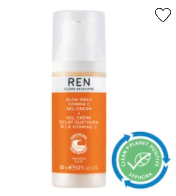 REN
CLEAN SKINCARE
GLOW DAILY
VITAMIN C
GEL CREAM
GEL CRÈME
ÉCLAT QUOTIDIEN
À LA VITAMINE C
CLEAN + PLANET POSITIVE
SEPHORA